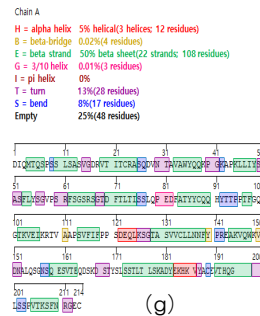 Chain A
H = alpha helix 5% helical(3 helices; 12 residues)
B = beta-bridge 0.02%(4 residues)
E = beta strand 50% beta sheet(22 strands; 108 residues)
G = 3/10 helix 0.01%(3 residues)
I = pi helix 0%
T = turn 13%(28 residues)
S = bend 8%(17 residues)
Empty 25%(48 residues)
1 11 21 31 41
DIQMTQSPSS LSASVGDRVT ITCRASQDVN TAVAWYQQKP GKAPKLLIYS
51 61 71 81 91
ASFLYSGVPS RFSGSRSGTD FTLTISSLQP EDFATYYCQQ HYTTPPTFGQ
101 111 121 131 141
GTKVEIKRTV AAPSVFIFPP SDEQLKSGTA SVVCLLNNFY PREAKVQWKV
151 161 171 181 191
DNALQSGNSQ ESVTEQDSKD STYSLSSTLT LSKADYEKHK VYACEVTHQG
201 211 214
LSSPVTKSFN RGEC
(g)